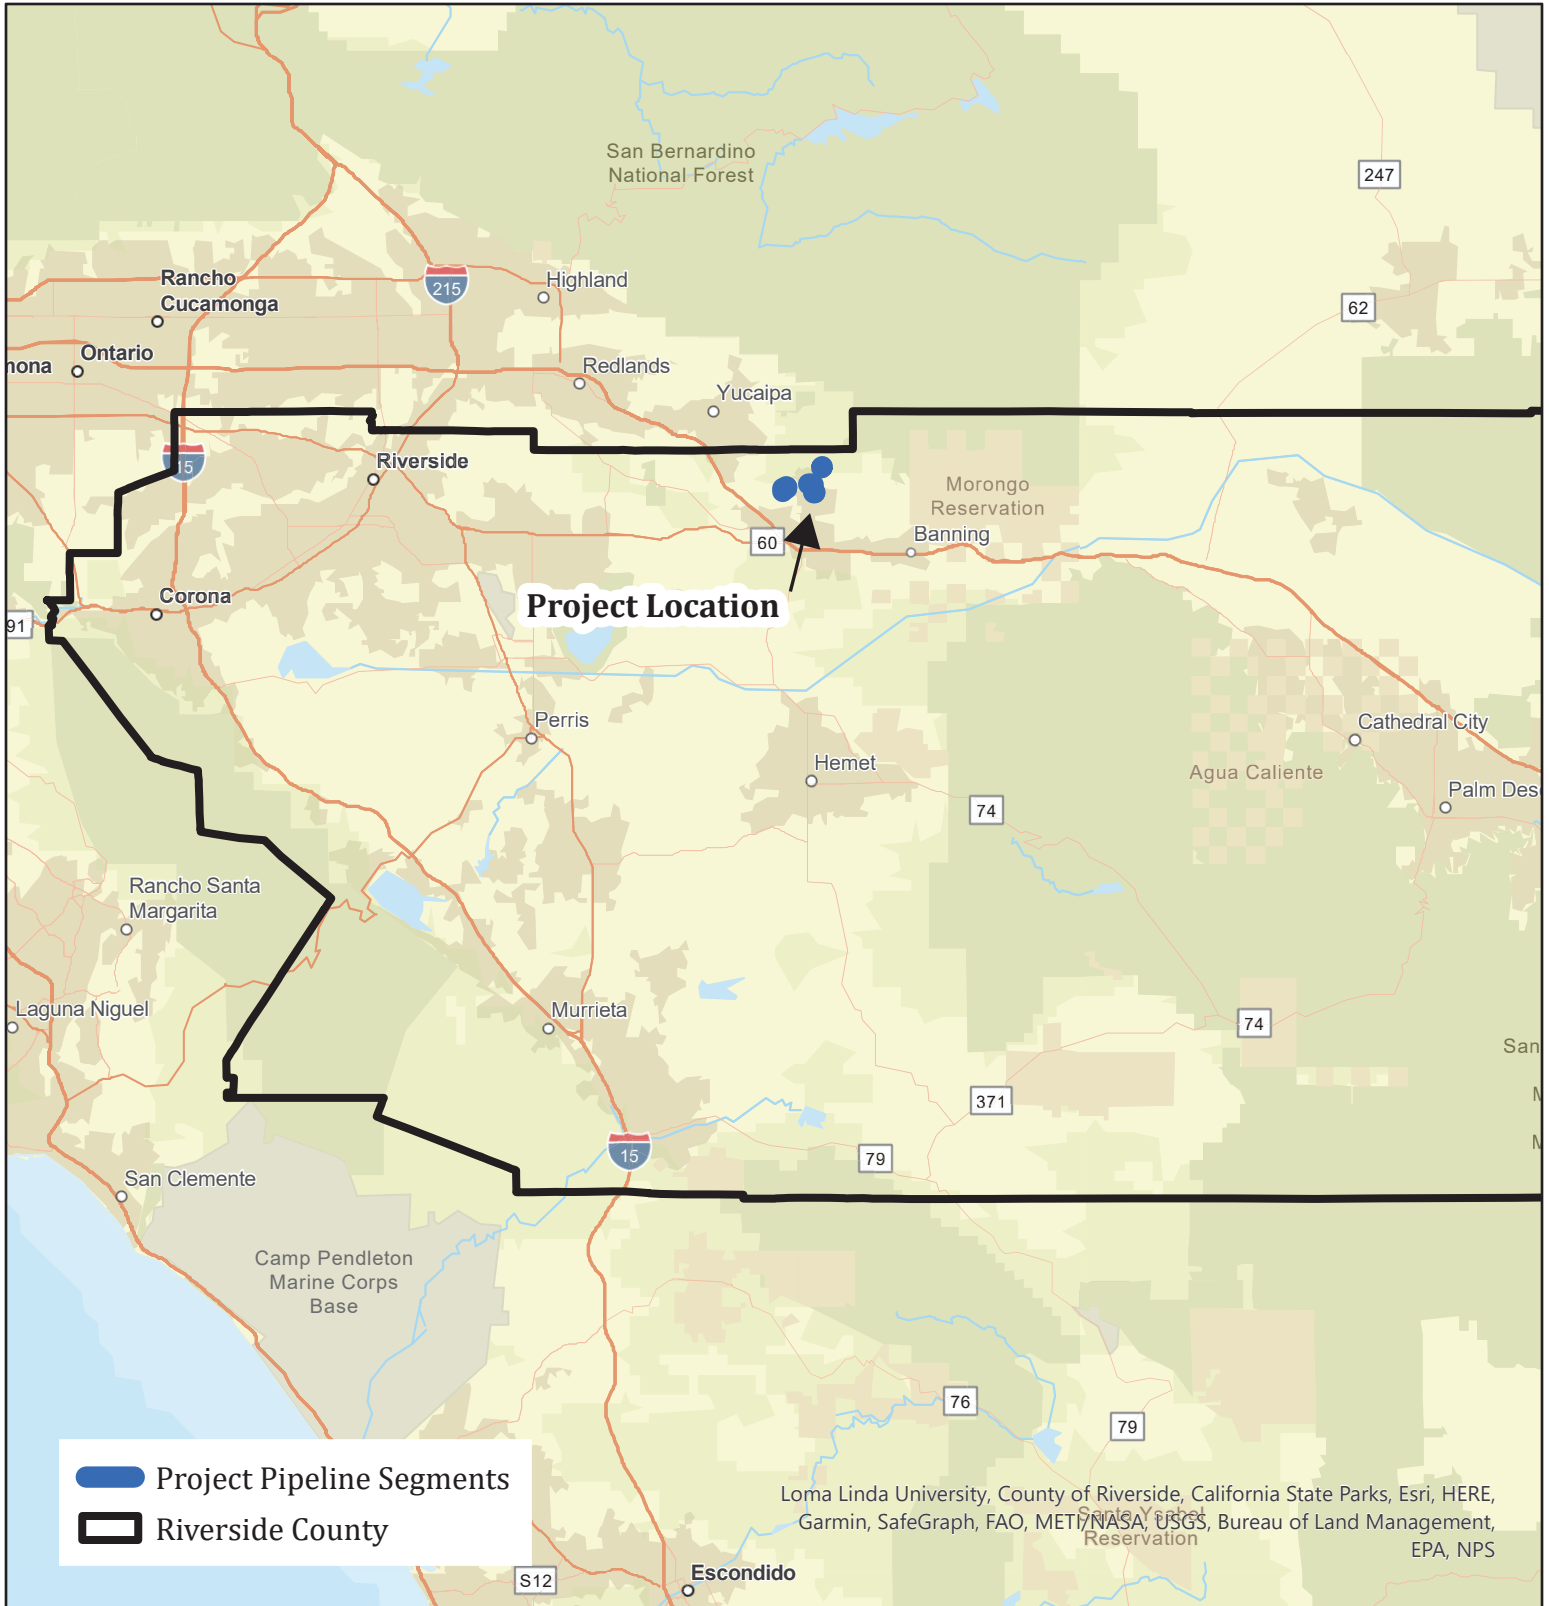 San Bernardino
National Forest
247
Rancho
Cucamonga
215
Highland
62
Ontario
mona
Redlands
Yucaipa
15
Riverside
Morongo
Reservation
60
Banning
Corona
Project Location
91
Perris
Cathedral City
Hemet
Agua Caliente
74
Palm Des
Rancho Santa
Margarita
Laguna Niguel
Murrieta
74
San
M
371
M
15
79
San Clemente
Camp Pendleton
Marine Corps
Base
76
79
Project Pipeline Segments
Riverside County
Loma Linda University, County of Riverside, California State Parks, Esri, HERE,
Garmin, SafeGraph, FAO, METI/NASA, USGS, Bureau of Land Management,
EPA, NPS
Santa Ysabel
Reservation
S12
Escondido